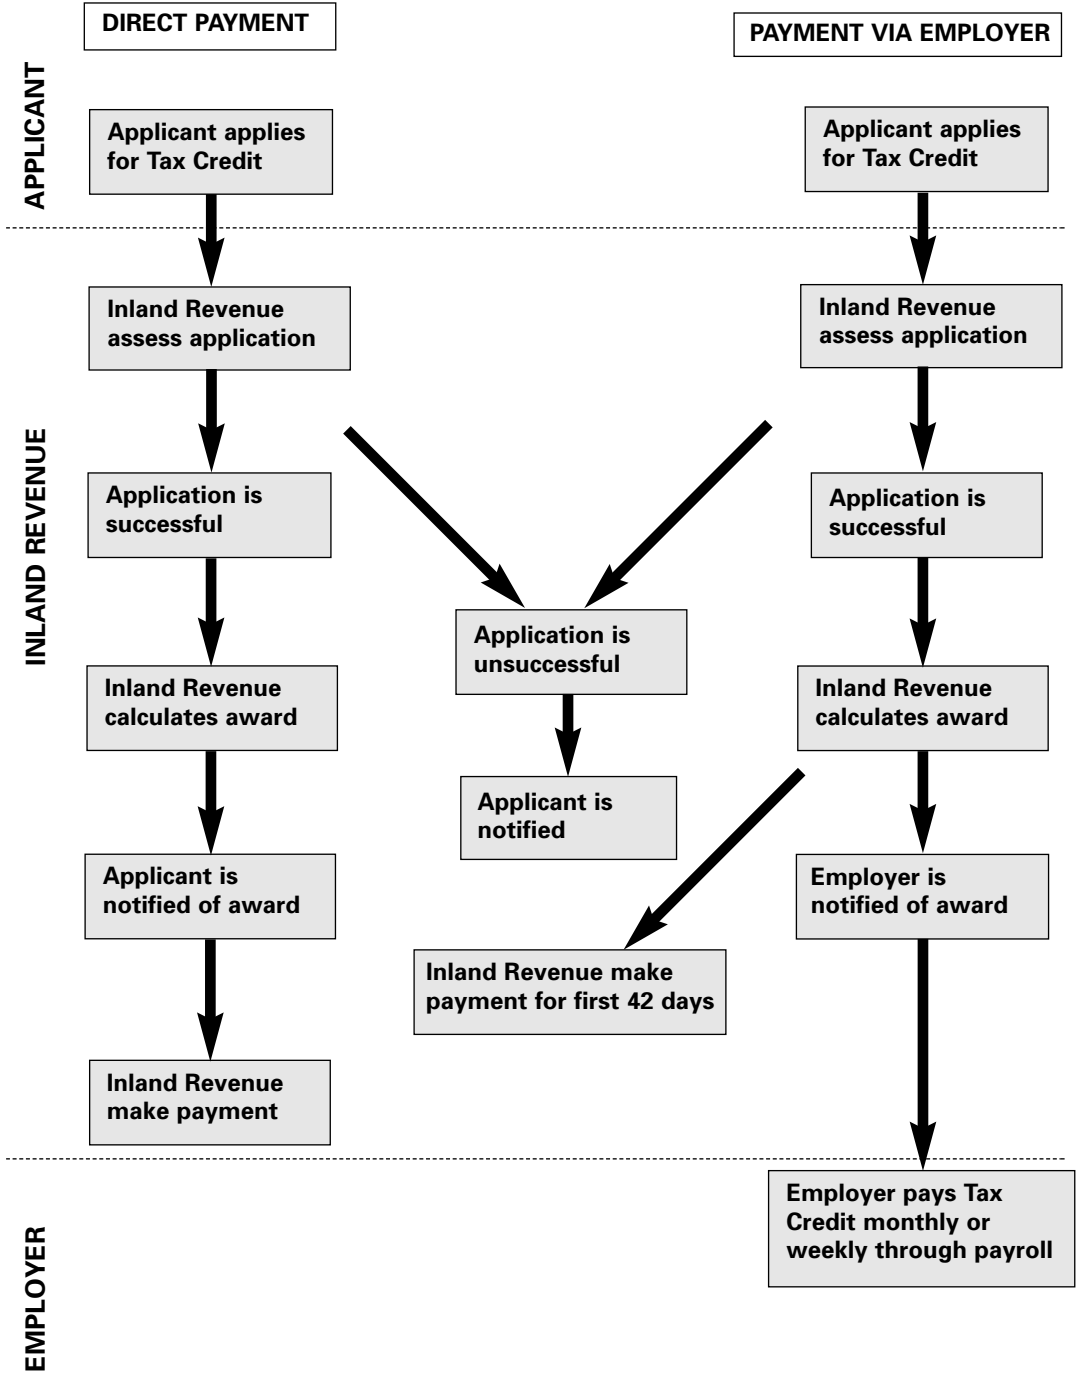 DIRECT PAYMENT
PAYMENT VIA EMPLOYER
APPLICANT
Applicant applies
for Tax Credit
Applicant applies
for Tax Credit
INLAND REVENUE
Inland Revenue
assess application
Inland Revenue
assess application
Application is
successful
Application is
successful
Application is
unsuccessful
Inland Revenue
calculates award
Inland Revenue
calculates award
Applicant is
notified
Applicant is
notified of award
Employer is
notified of award
Inland Revenue make
payment for first 42 days
Inland Revenue
make payment
EMPLOYER
Employer pays Tax
Credit monthly or
weekly through payroll